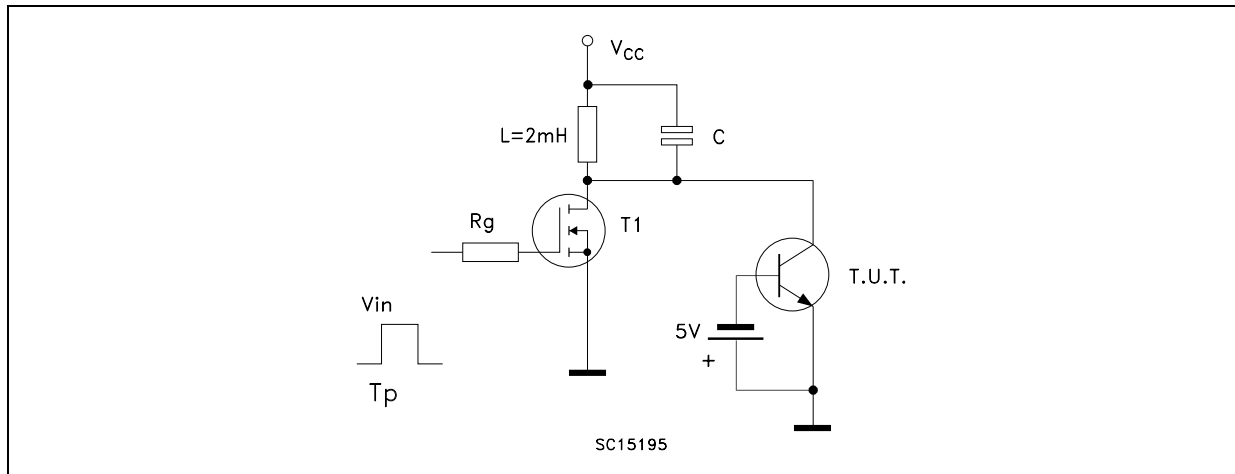 VCC
L=2mH
C
Rg
T1
T.U.T.
Vin
5V
+
Tp
SC15195